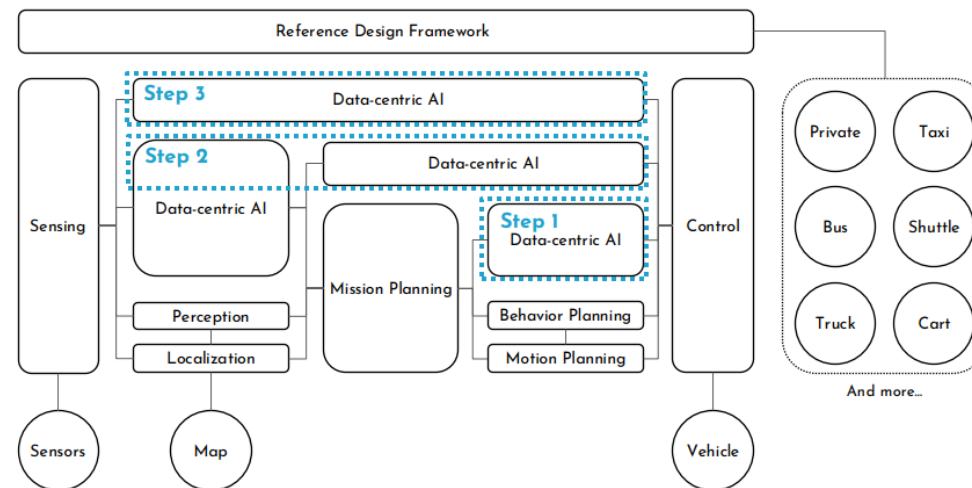 Reference Design Framework
Step 3
Data-centric AI
Step 2
Data-centric AI
Data-centric AI
Step 1
Data-centric AI
Sensing
Mission Planning
Control
Perception
Behavior Planning
Localization
Motion Planning
Sensors
Map
Vehicle
Private
Taxi
Bus
Shuttle
Truck
Cart
And more...